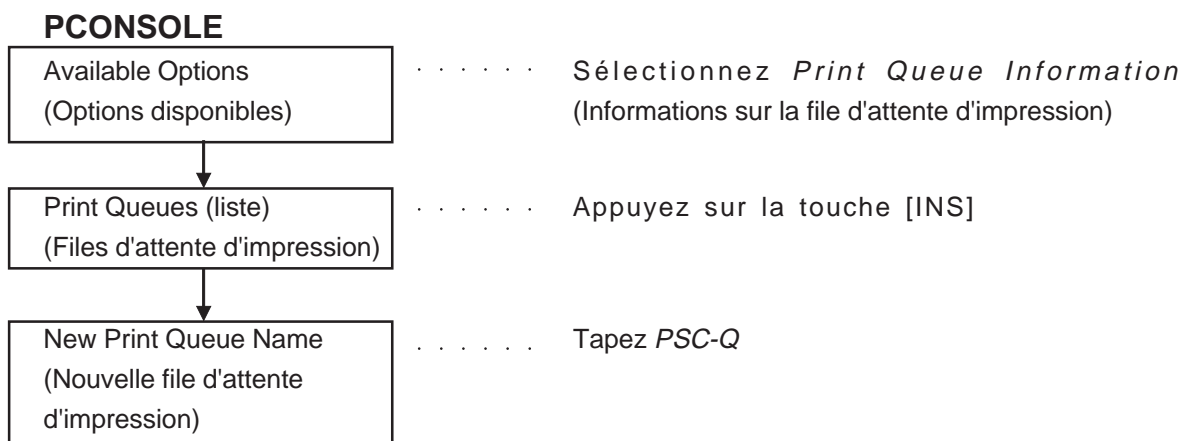 PCONSOLE
Available Options
(Options disponibles)
. . . . . . Sélectionnez Print Queue Information
(Informations sur la file d'attente d'impression)
Print Queues (liste)
(Files d'attente d'impression)
. . . . . . Appuyez sur la touche [INS]
New Print Queue Name
(Nouvelle file d'attente
d'impression)
. . . . . . Tapez PSC-Q